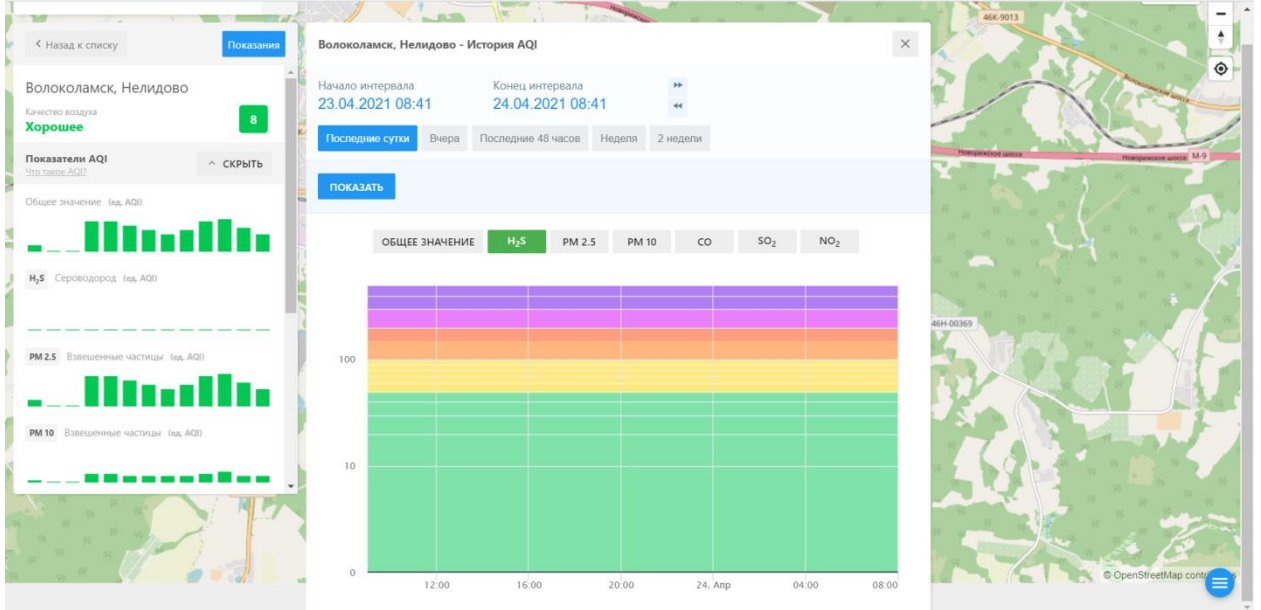 Назад к списку
Показания
Волоколамск, Нелидово
Качество воздуха
Хорошее
8
Показатели AQI
Что такое AQI?
СКРЫТЬ
Общее значение (ед. AQI)
H₂S Сероводород (ед. AQI)
PM 2.5 Взвешенные частицы (ед. AQI)
PM 10 Взвешенные частицы (ед. AQI)
Волоколамск, Нелидово - История AQI
Начало интервала
23.04.2021 08:41
Конец интервала
24.04.2021 08:41
Последние сутки
Вчера
Последние 48 часов
Неделя
2 недели
ПОКАЗАТЬ
ОБЩЕЕ ЗНАЧЕНИЕ
H₂S
PM 2.5
PM 10
CO
SO₂
NO₂
100
10
0
12:00
16:00
20:00
24. Апр
04:00
08:00
46К-9013
Волоколамское шоссе
Новорижское шоссе
Новорижское шоссе
М-9
46Н-00369
© OpenStreetMap